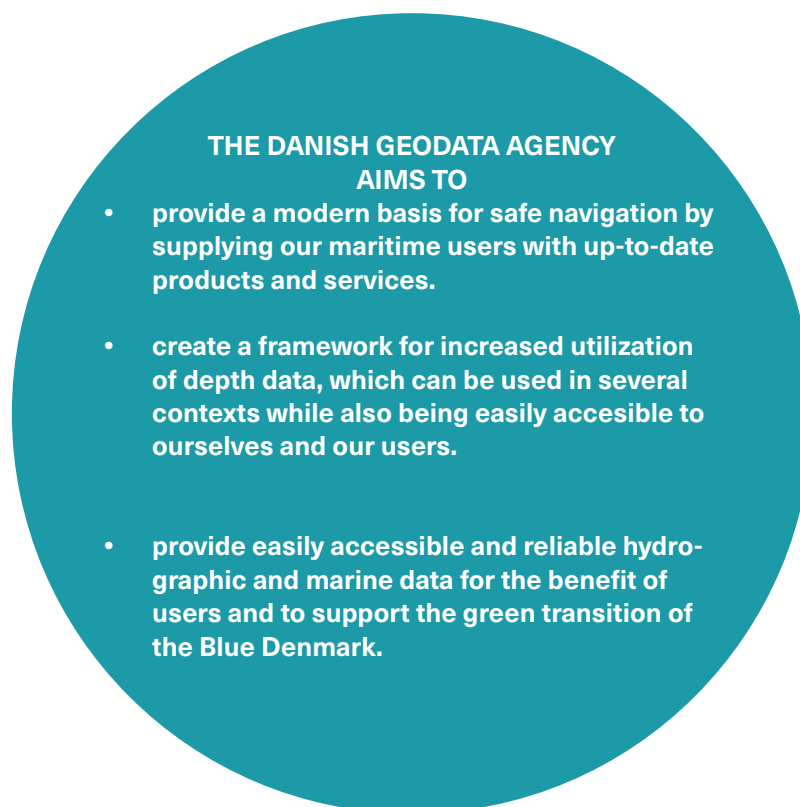 THE DANISH GEODATA AGENCY
AIMS TO
• provide a modern basis for safe navigation by
supplying our maritime users with up-to-date
products and services.
• create a framework for increased utilization
of depth data, which can be used in several
contexts while also being easily accesible to
ourselves and our users.
• provide easily accessible and reliable hydro-
graphic and marine data for the benefit of
users and to support the green transition of
the Blue Denmark.